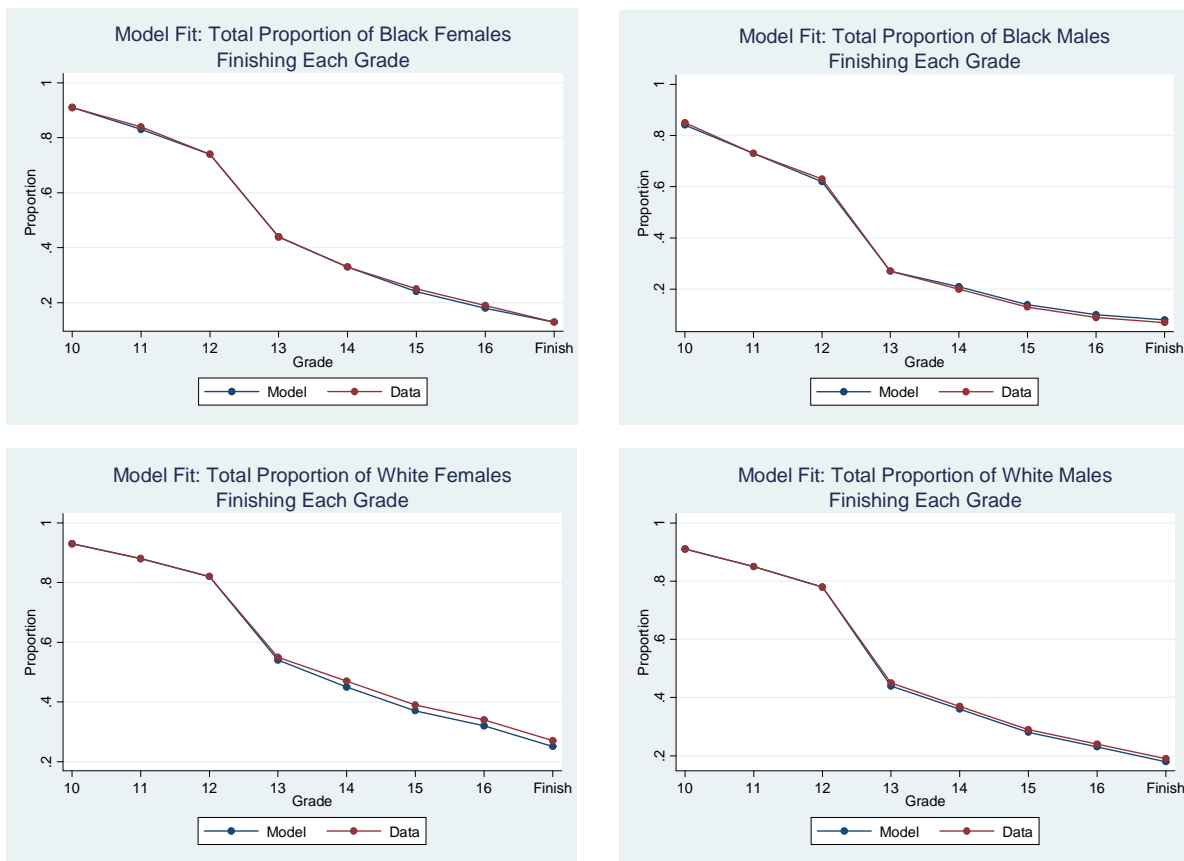 Model Fit: Total Proportion of Black Females
Finishing Each Grade
Proportion
1
.8
.6
.4
.2
10 11 12 13 14 15 16 Finish
Grade
Model Data
Model Fit: Total Proportion of Black Males
Finishing Each Grade
Proportion
1
.8
.6
.4
.2
10 11 12 13 14 15 16 Finish
Grade
Model Data
Model Fit: Total Proportion of White Females
Finishing Each Grade
Proportion
1
.8
.6
.4
.2
10 11 12 13 14 15 16 Finish
Grade
Model Data
Model Fit: Total Proportion of White Males
Finishing Each Grade
Proportion
1
.8
.6
.4
.2
10 11 12 13 14 15 16 Finish
Grade
Model Data